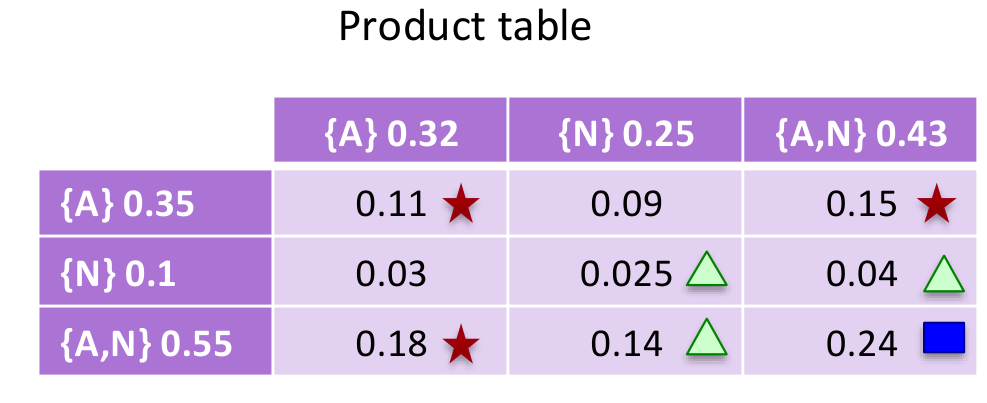 Product table
{A} 0.32 {N} 0.25 {A,N} 0.43
{A} 0.35 0.11 0.09 0.15
{N} 0.1 0.03 0.025 0.04
{A,N} 0.55 0.18 0.14 0.24